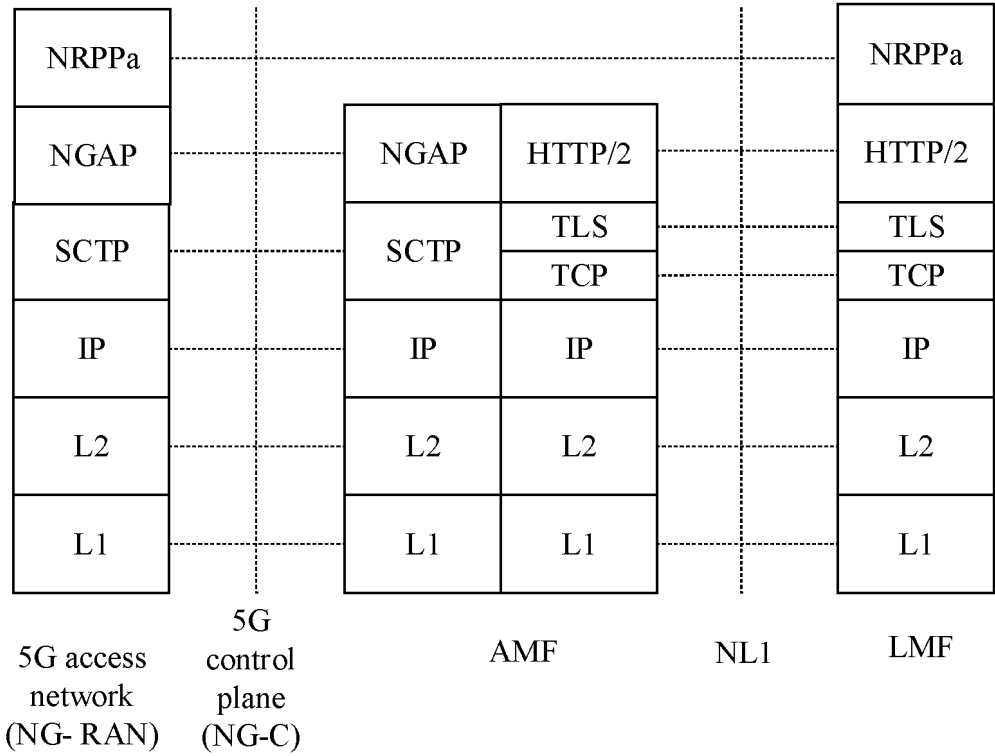 NRPPa
NRPPa
NGAP
NGAP
HTTP/2
HTTP/2
SCTP
SCTP
TLS
TLS
TCP
TCP
IP
IP
IP
IP
L2
L2
L2
L2
L1
L1
L1
L1
5G access
network
(NG- RAN)
5G
control
plane
(NG-C)
AMF
NL1
LMF